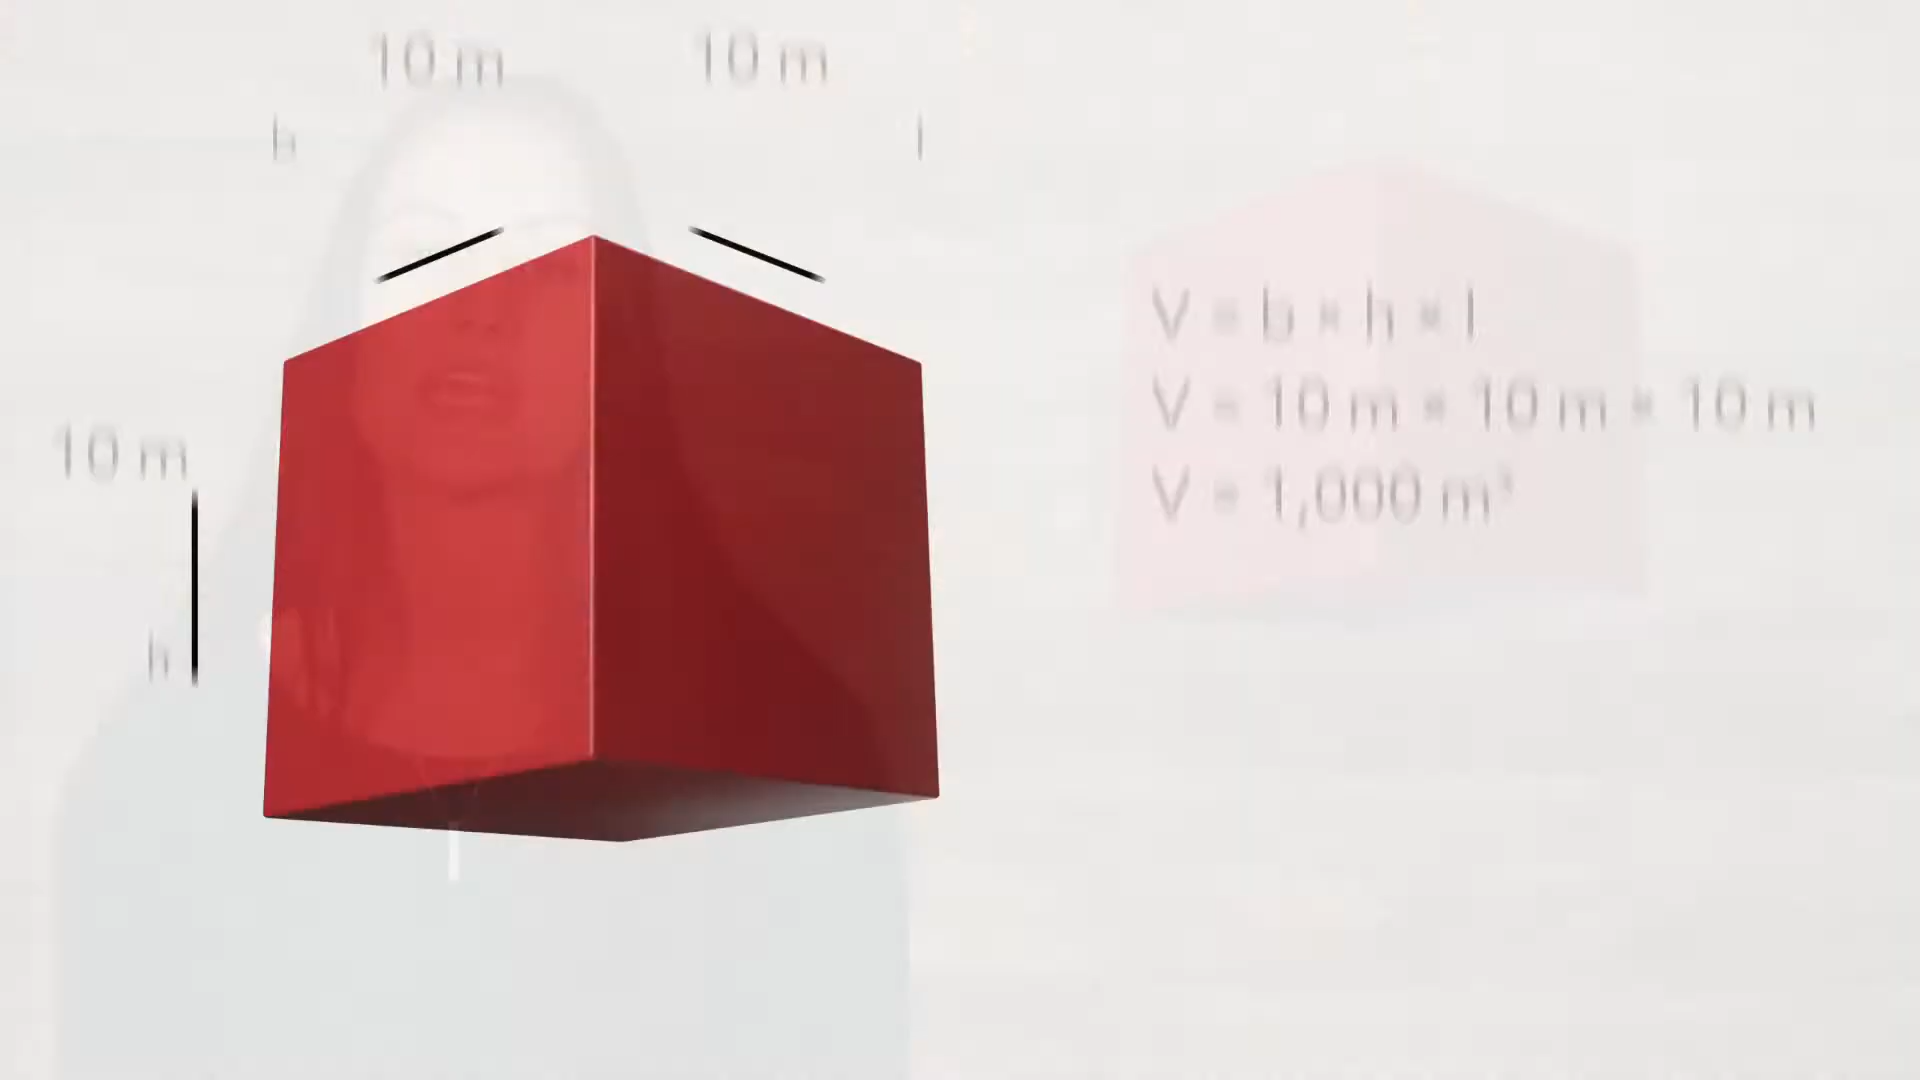 10 m
10 m
b
l
10 m
h
V = b × h × l
V = 10 m × 10 m × 10 m
V = 1,000 m³